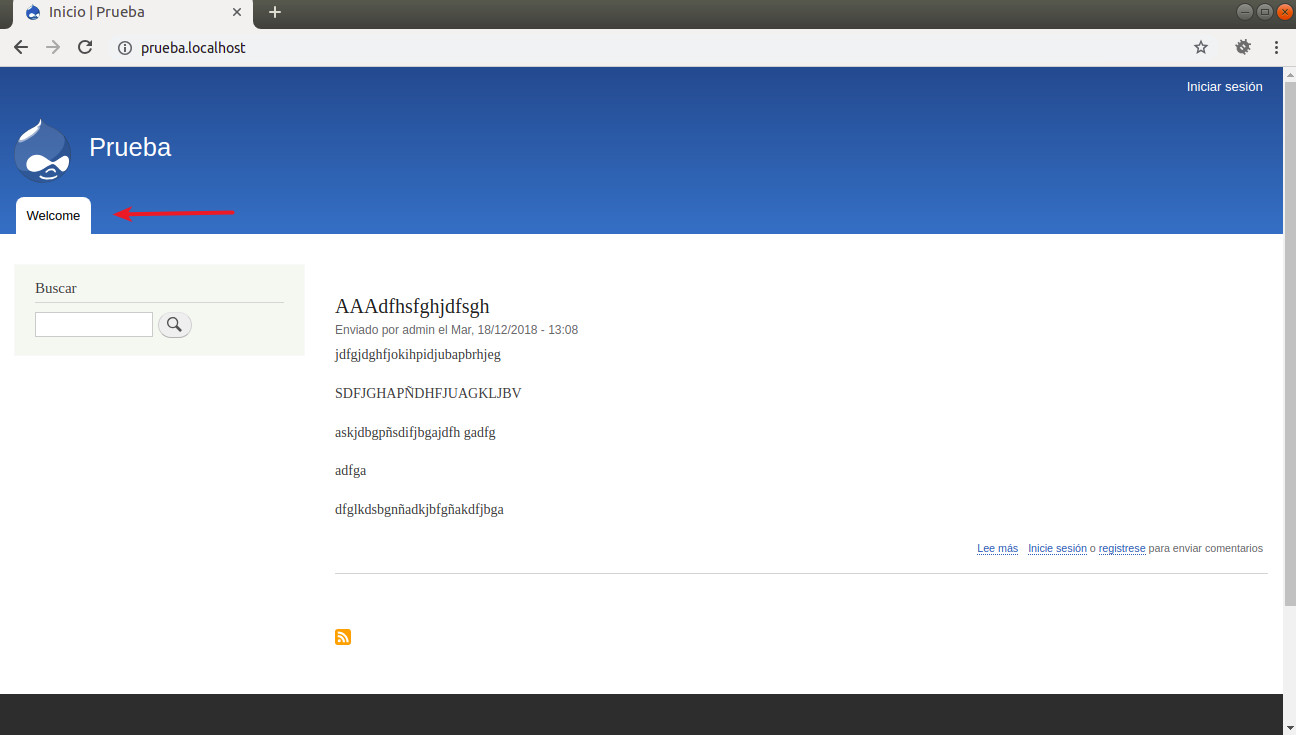 Inicio | Prueba
prueba.localhost
Iniciar sesión
Prueba
Welcome
Buscar
AAAdfhsfghjdfsgh
Enviado por admin el Mar, 18/12/2018 - 13:08
jdfgjdghfjokihpidjubapbrhjeg
SDFJGHAPÑDHFJUAGKLJBV
askjdbgpñsdifjbgajdfh gadfg
adfga
dfglkdsbgnñadkjbfgñakdfjbga
Lee más Inicie sesión o registrese para enviar comentarios